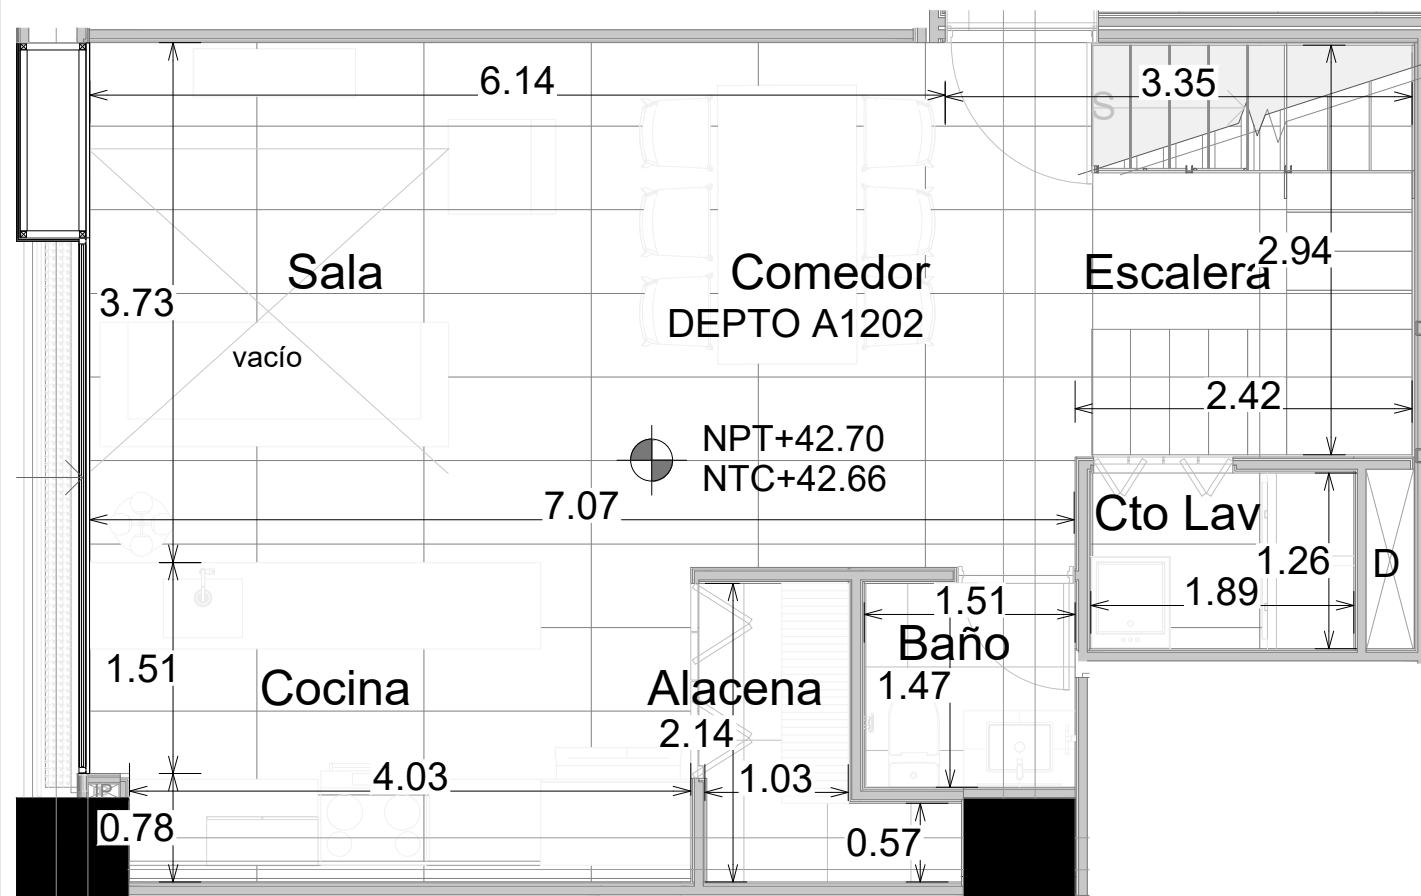 6.14
3.35
S
Sala
Comedor
Escalera
2.94
3.73
DEPTO A1202
vacío
2.42
NPT+42.70
NTC+42.66
7.07
Cto Lav
1.26
D
1.89
1.51
Baño
1.51
Cocina
Alacena
1.47
2.14
4.03
1.03
0.78
0.57